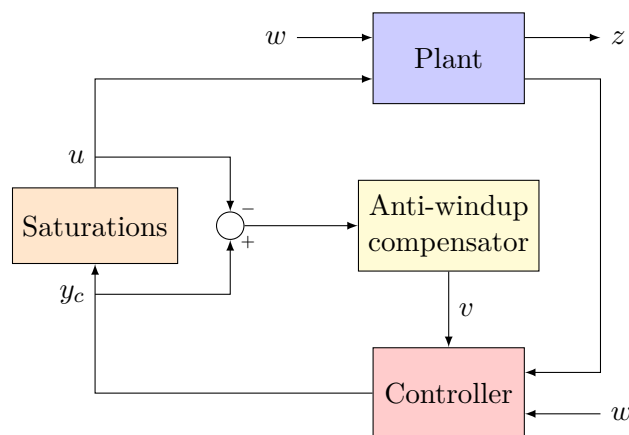 w
Plant
z
u
−
Saturations
+
Anti-windup
compensator
y_c
v
Controller
w